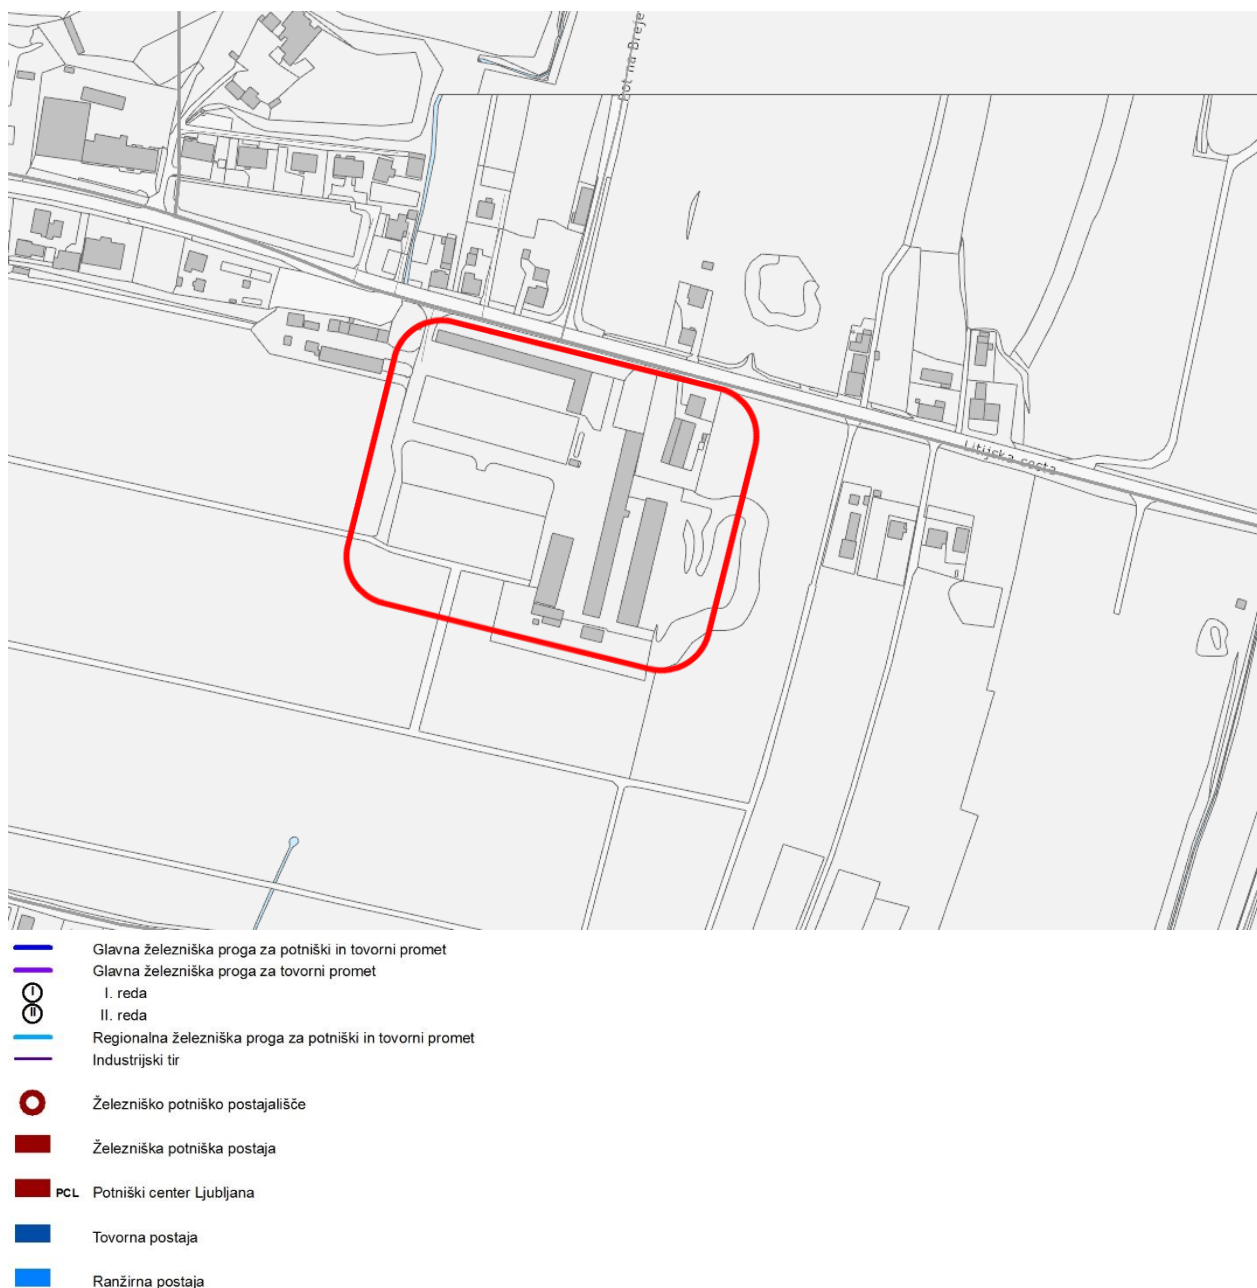 Pot na Breje
Litijska cesta
Glavna železniška proga za potniški in tovorni promet
Glavna železniška proga za tovorni promet
I I. reda
II II. reda
Regionalna železniška proga za potniški in tovorni promet
Industrijski tir
Železniško potniško postajališče
Železniška potniška postaja
PCL Potniški center Ljubljana
Tovorna postaja
Ranžirna postaja